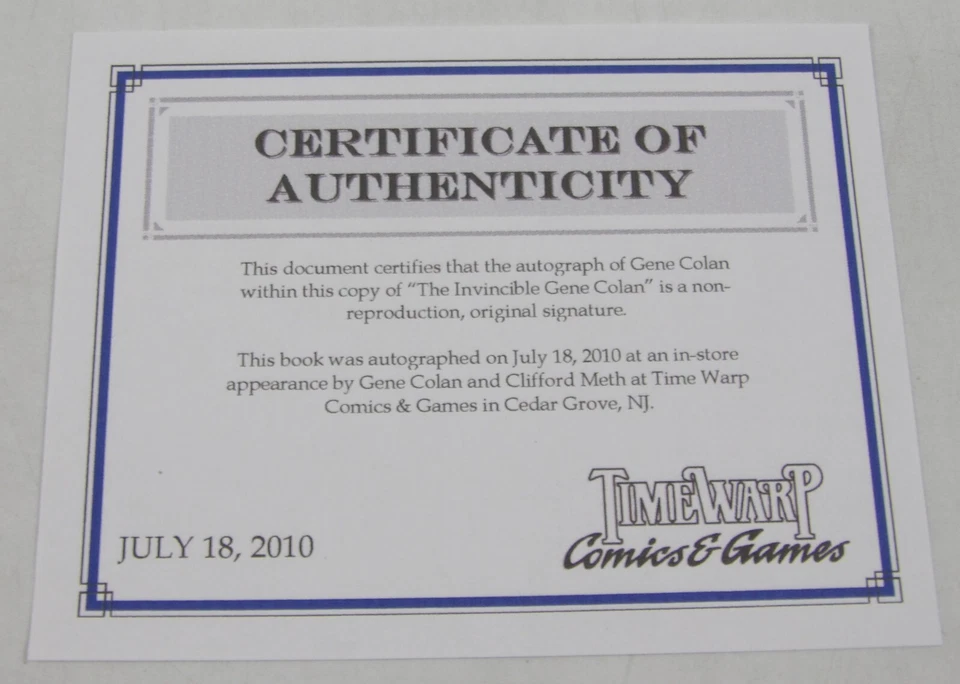 CERTIFICATE OF
AUTHENTICITY
This document certifies that the autograph of Gene Colan
within this copy of “The Invincible Gene Colan” is a non-
reproduction, original signature.
This book was autographed on July 18, 2010 at an in-store
appearance by Gene Colan and Clifford Meth at Time Warp
Comics & Games in Cedar Grove, NJ.
JULY 18, 2010
TIMEWARP
Comics & Games